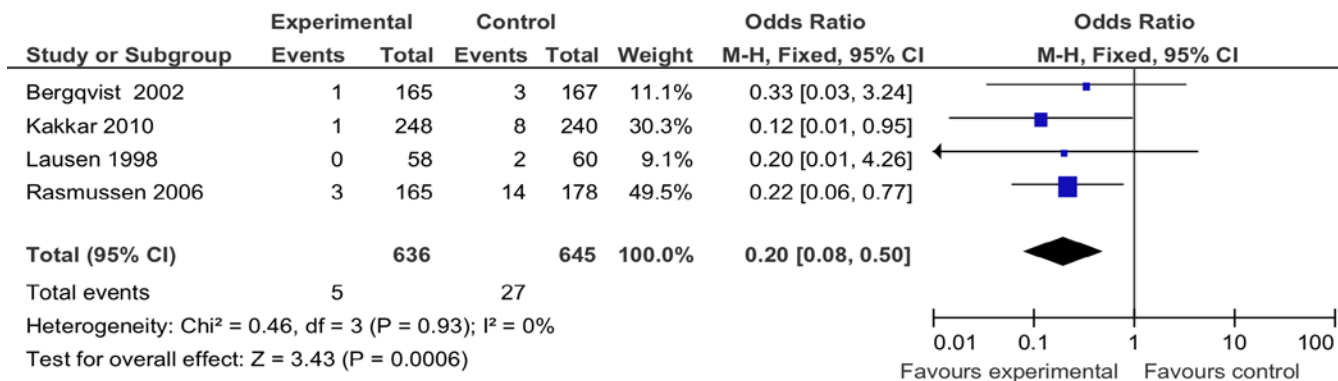 Experimental Control Odds Ratio Odds Ratio
Study or Subgroup Events Total Events Total Weight M-H, Fixed, 95% CI M-H, Fixed, 95% CI
Bergqvist 2002 1 165 3 167 11.1% 0.33 [0.03, 3.24]
Kakkar 2010 1 248 8 240 30.3% 0.12 [0.01, 0.95]
Lausen 1998 0 58 2 60 9.1% 0.20 [0.01, 4.26]
Rasmussen 2006 3 165 14 178 49.5% 0.22 [0.06, 0.77]
Total (95% CI) 636 645 100.0% 0.20 [0.08, 0.50]
Total events 5 27
Heterogeneity: Chi² = 0.46, df = 3 (P = 0.93); I² = 0%
Test for overall effect: Z = 3.43 (P = 0.0006)
0.01 0.1 1 10 100
Favours experimental Favours control